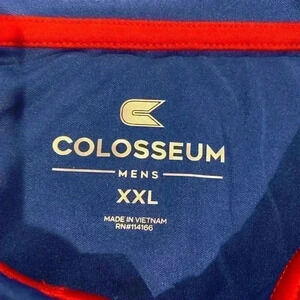 COLOSSEUM
MENS
XXL
MADE IN VIETNAM
RN#114166